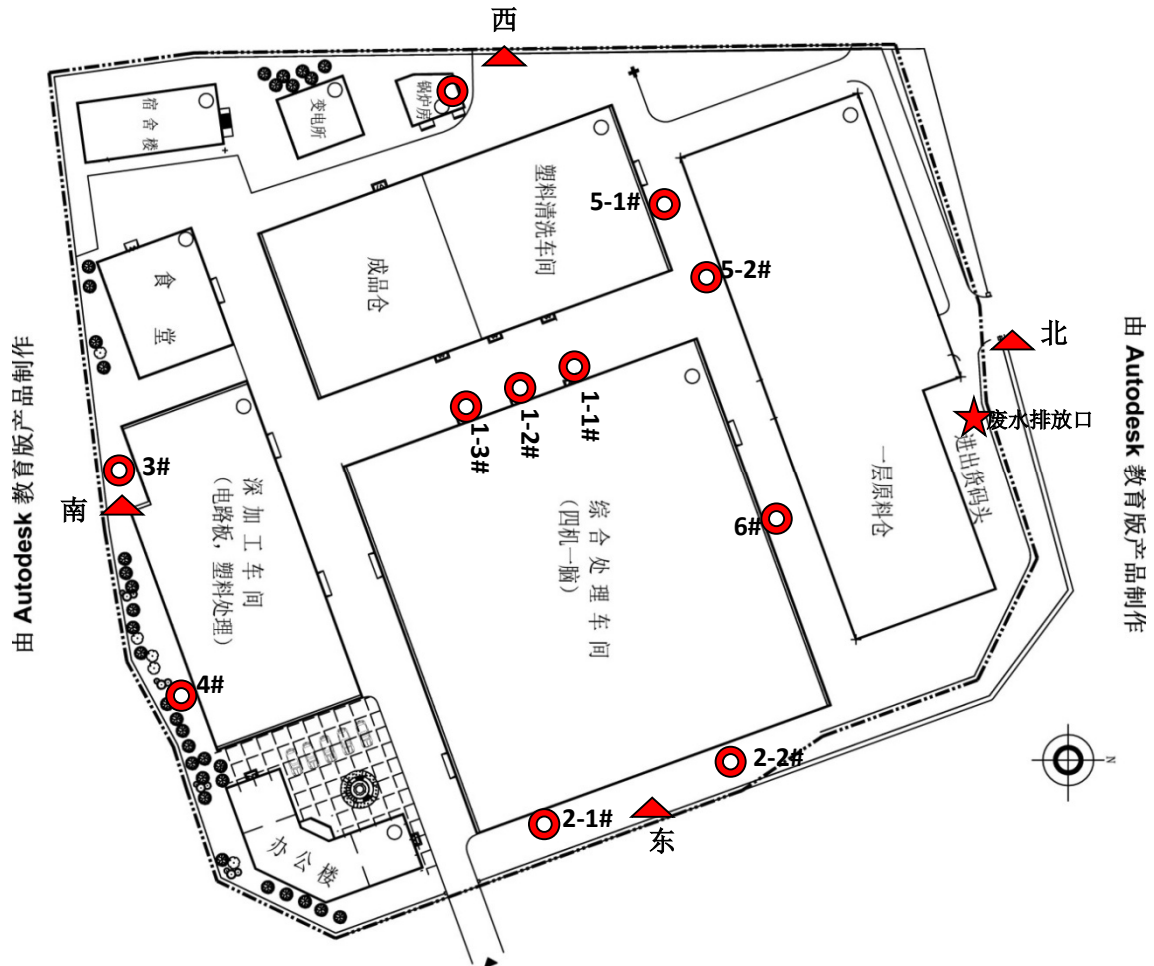 西
宿舍楼
变电所
锅炉房
塑料清洗车间
5-1#
5-2#
成品仓
食堂
北
废水排放口
进出货码头
一层原料仓
1-1#
1-2#
1-3#
3#
南
深加工车间
(电路板，塑料处理)
综合处理车间
(四机一脑)
6#
4#
2-2#
2-1#
东
办公楼
N
由 Autodesk 教育版产品制作
由 Autodesk 教育版产品制作